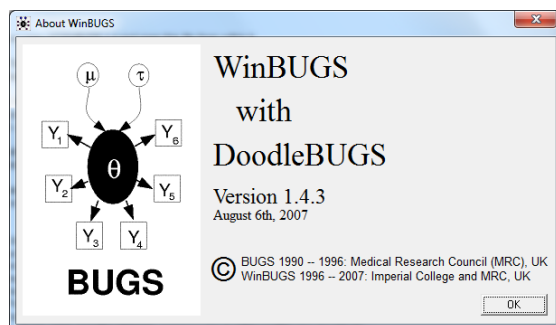 About WinBUGS
μ τ
Y1 Y6
θ
Y2 Y5
Y3 Y4
BUGS
WinBUGS
with
DoodleBUGS
Version 1.4.3
August 6th, 2007
© BUGS 1990 -- 1996: Medical Research Council (MRC), UK
WinBUGS 1996 -- 2007: Imperial College and MRC, UK
OK